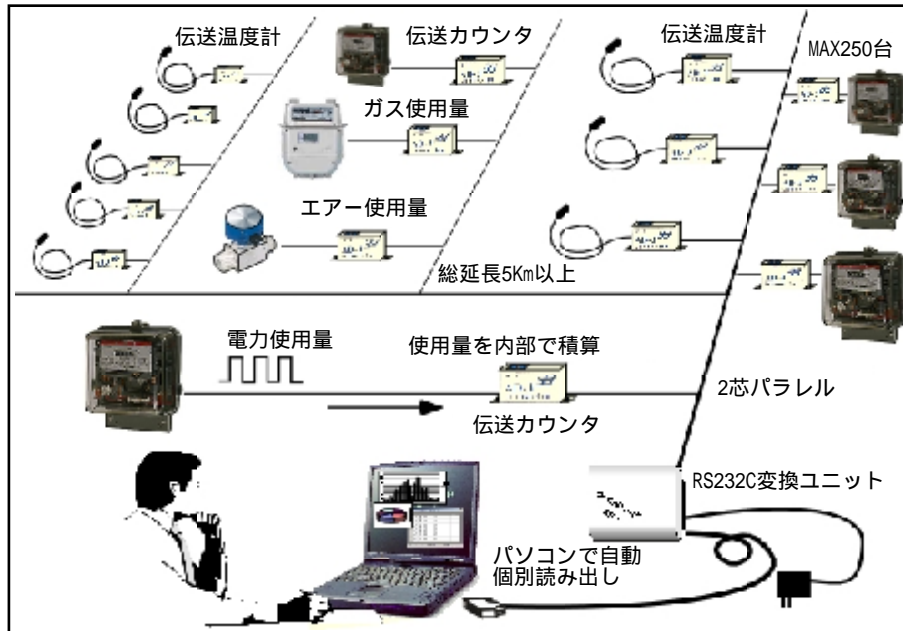 伝送温度計
伝送カウンタ
伝送温度計
MAX250台
ガス使用量
エアー使用量
総延長5Km以上
電力使用量
使用量を内部で積算
2芯パラレル
伝送カウンタ
RS232C変換ユニット
パソコンで自動
個別読み出し